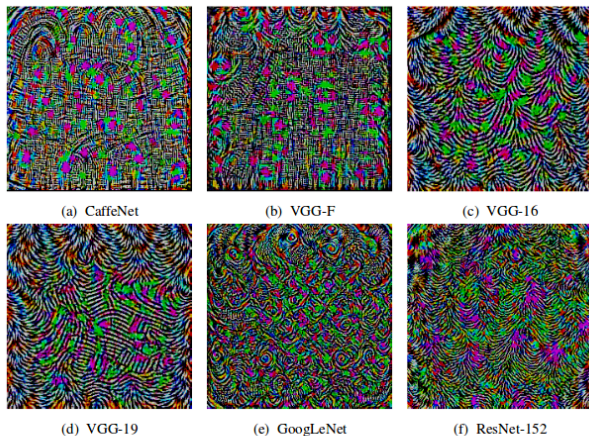 (a) CaffeNet
(b) VGG-F
(c) VGG-16
(d) VGG-19
(e) GoogLeNet
(f) ResNet-152